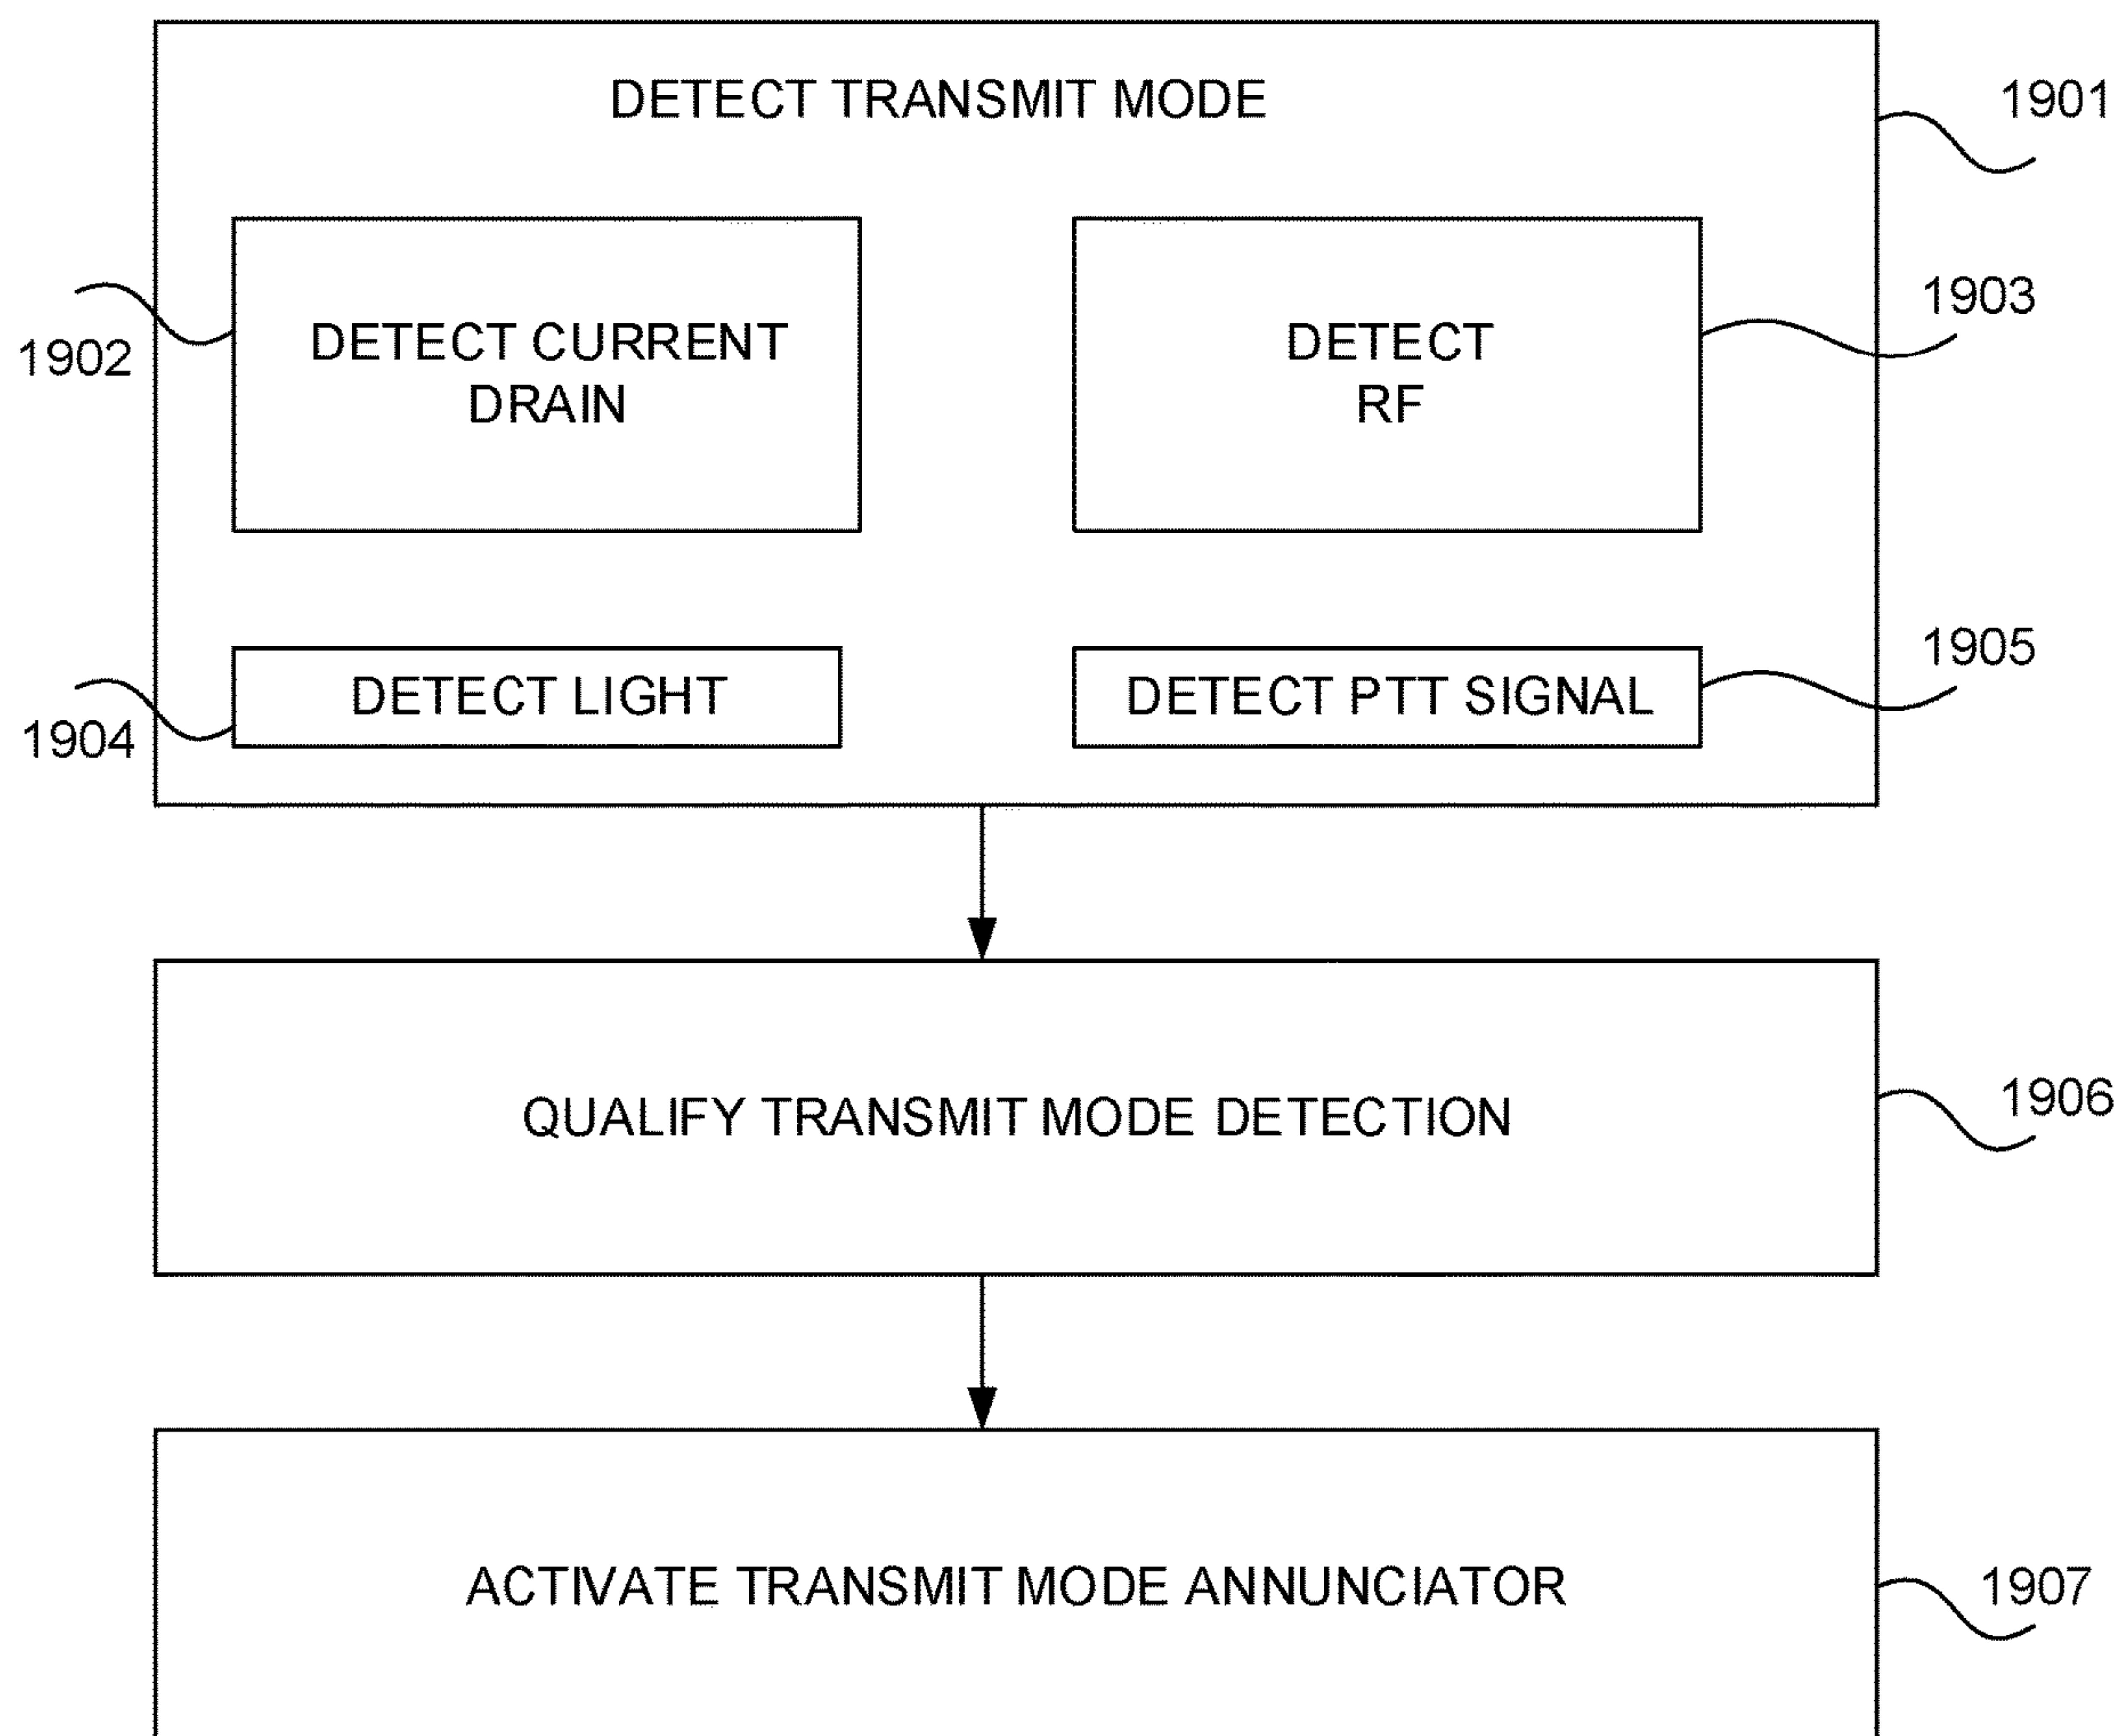 DETECT TRANSMIT MODE
1901
1902
DETECT CURRENT
DRAIN
DETECT
RF
1903
1904
DETECT LIGHT
DETECT PTT SIGNAL
1905
QUALIFY TRANSMIT MODE DETECTION
1906
ACTIVATE TRANSMIT MODE ANNUNCIATOR
1907